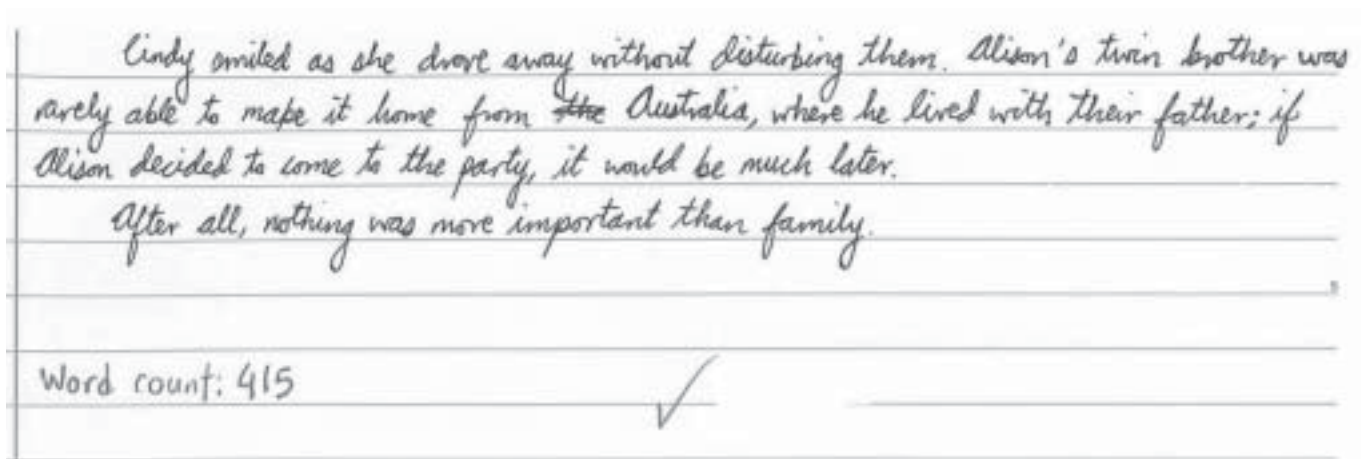 Cindy smiled as she drove away without disturbing them. Alison's twin brother was
rarely able to make it home from the Australia, where he lived with their father; if
Alison decided to come to the party, it would be much later.
After all, nothing was more important than family.
Word count: 415